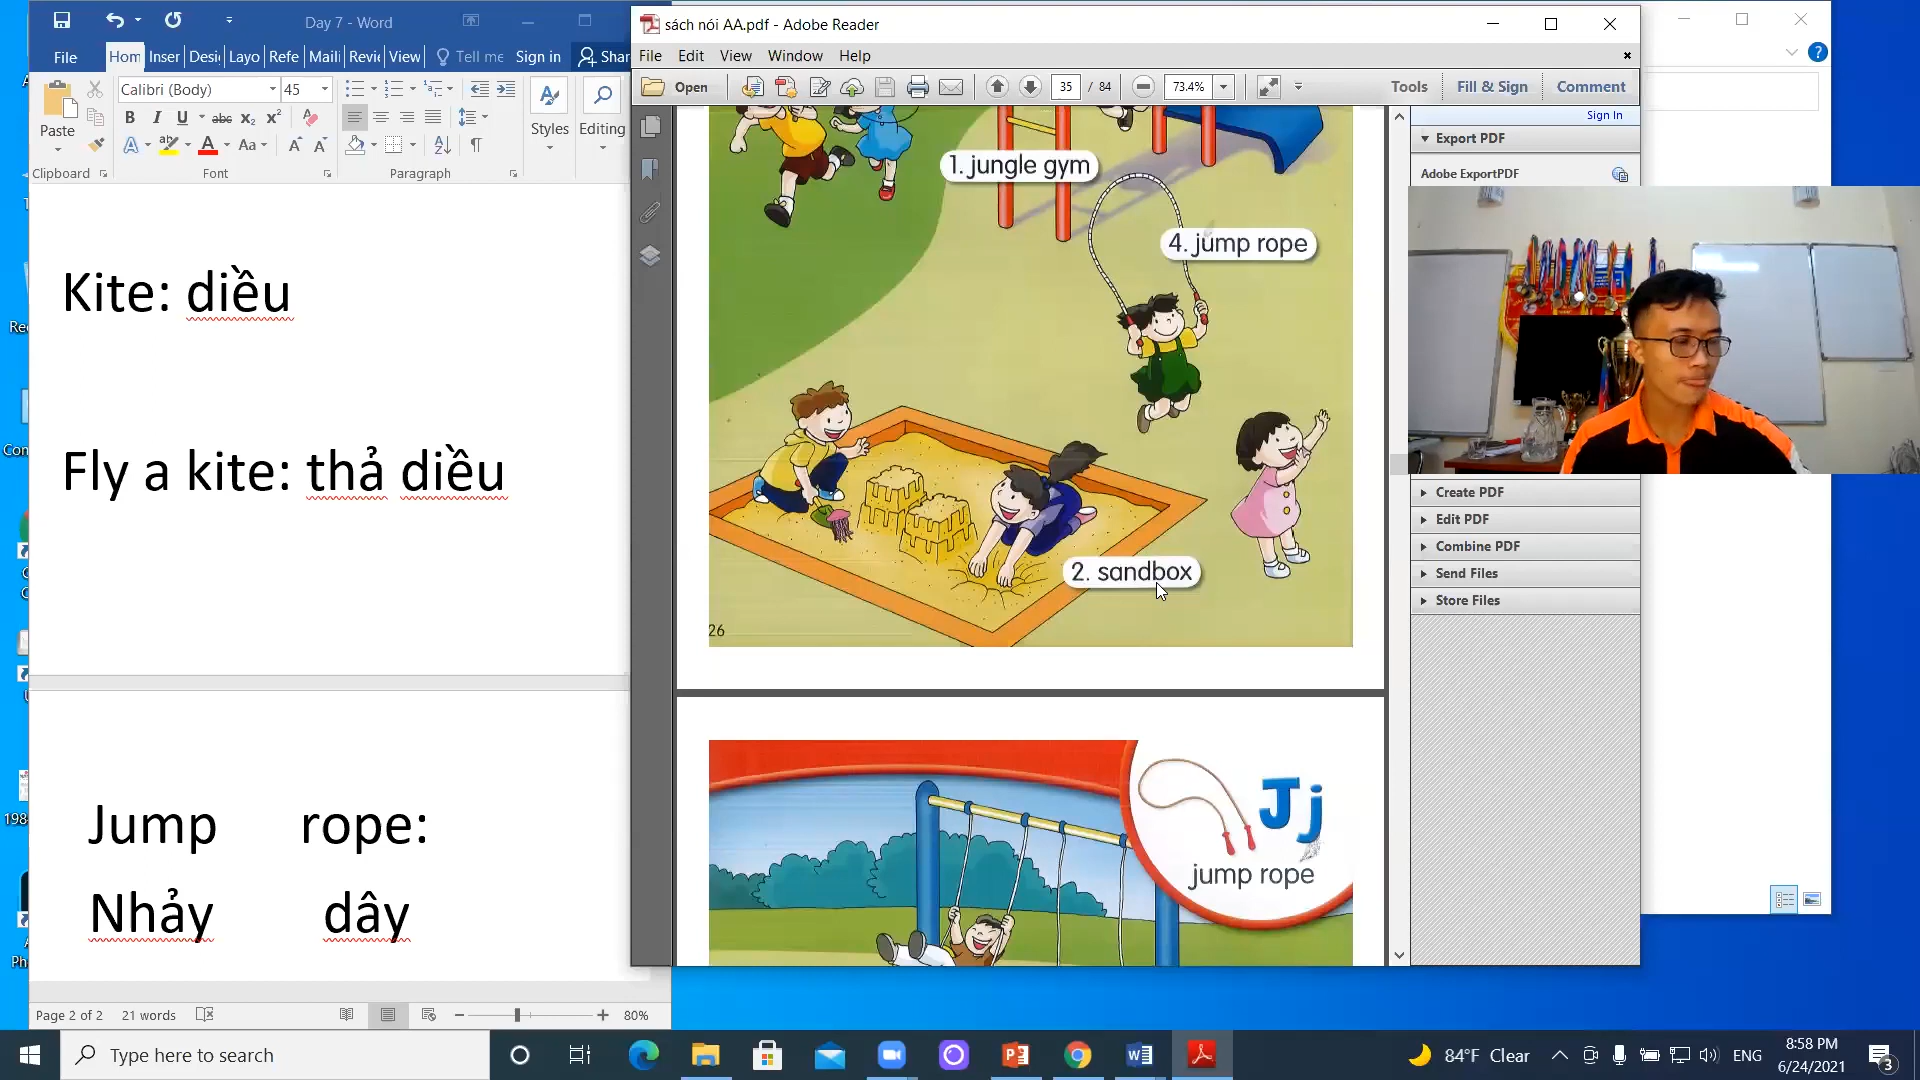 Day 7 - Word
File
Hom
Inser
Desi
Layo
Refe
Maili
Revi
View
Tell me
Sign in
Shar
Calibri (Body)
45
Paste
Styles
Editing
Clipboard
Font
Paragraph
Kite: diều
Fly a kite: thả diều
Jump rope:
Nhảy dây
Page 2 of 2
21 words
80%
sách nói AA.pdf - Adobe Reader
File Edit View Window Help
Open
35 / 84
73.4%
Tools
Fill & Sign
Comment
Sign In
Export PDF
Adobe ExportPDF
Create PDF
Edit PDF
Combine PDF
Send Files
Store Files
1. jungle gym
4. jump rope
2. sandbox
26
Jj
jump rope
Type here to search
84°F Clear
ENG
8:58 PM
6/24/2021
3